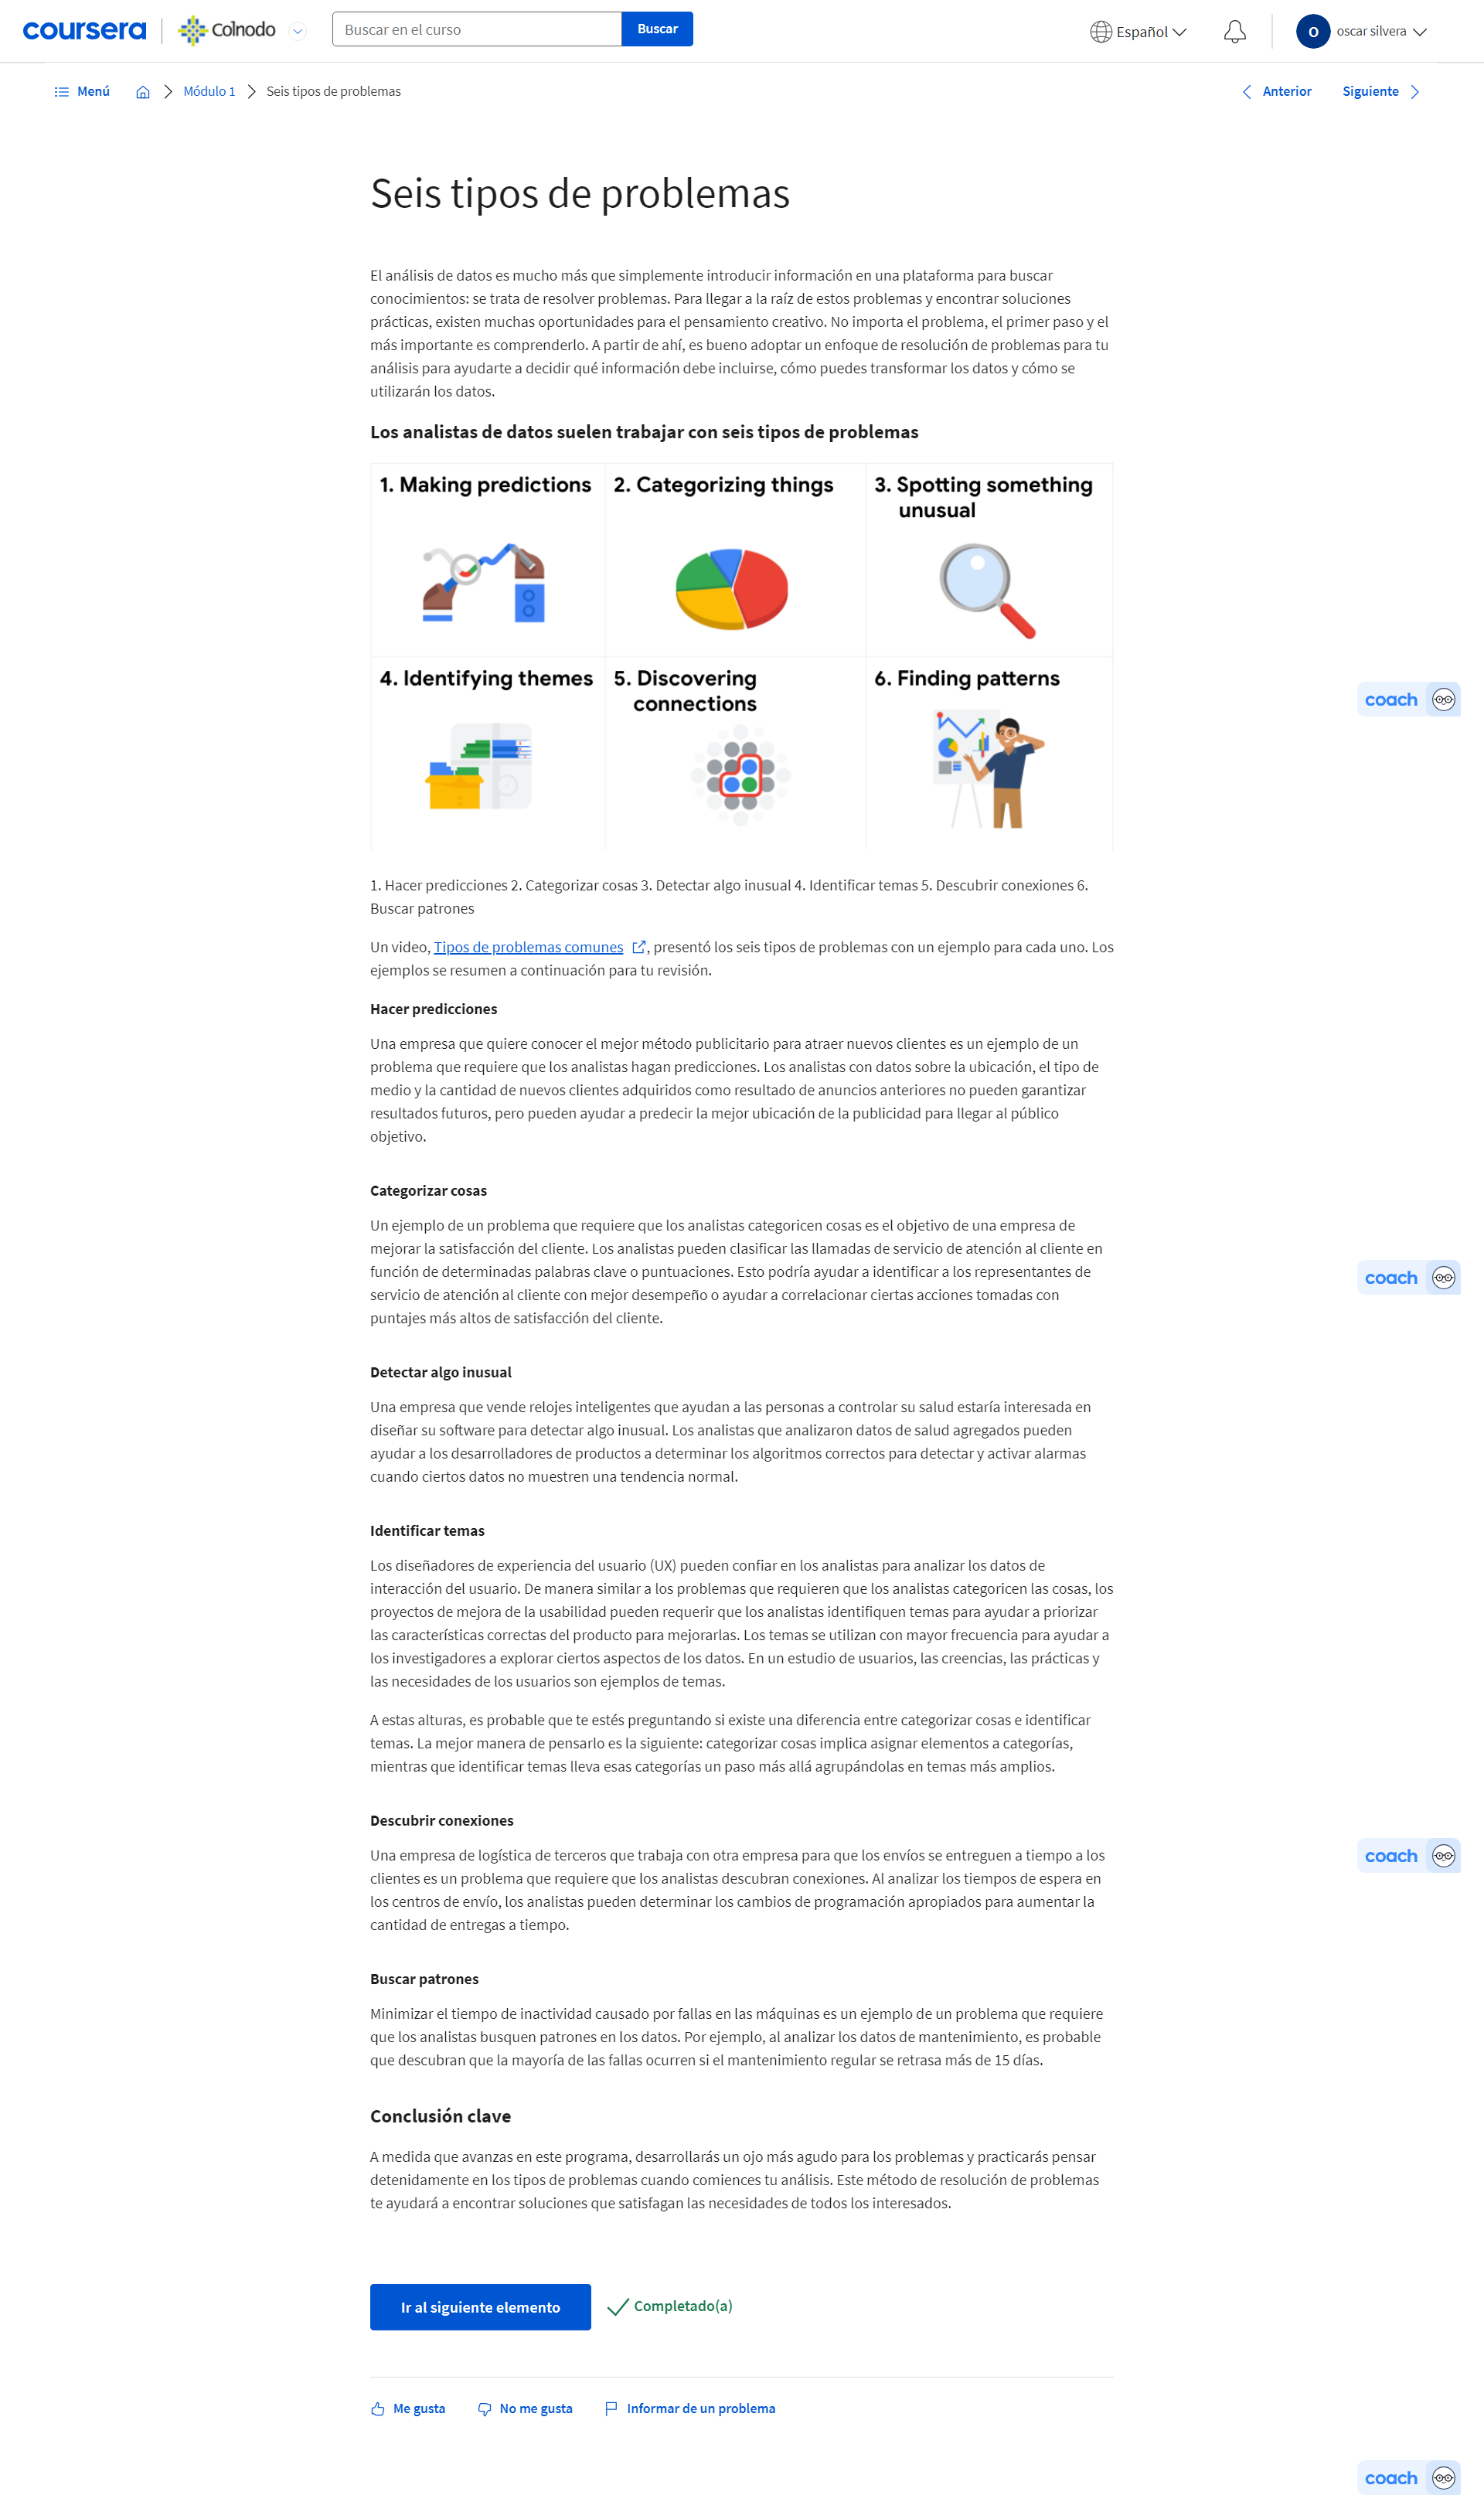 coursera
Colnodo
Buscar en el curso
Buscar
Español
O
oscar silvera
Menú
Módulo 1
Seis tipos de problemas
Anterior
Siguiente
Seis tipos de problemas
El análisis de datos es mucho más que simplemente introducir información en una plataforma para buscar
conocimientos: se trata de resolver problemas. Para llegar a la raíz de estos problemas y encontrar soluciones
prácticas, existen muchas oportunidades para el pensamiento creativo. No importa el problema, el primer paso y el
más importante es comprenderlo. A partir de ahí, es bueno adoptar un enfoque de resolución de problemas para tu
análisis para ayudarte a decidir qué información debe incluirse, cómo puedes transformar los datos y cómo se
utilizarán los datos.
Los analistas de datos suelen trabajar con seis tipos de problemas
1. Making predictions
2. Categorizing things
3. Spotting something
unusual
4. Identifying themes
5. Discovering
connections
6. Finding patterns
coach
1. Hacer predicciones 2. Categorizar cosas 3. Detectar algo inusual 4. Identificar temas 5. Descubrir conexiones 6.
Buscar patrones
Un video, Tipos de problemas comunes, presentó los seis tipos de problemas con un ejemplo para cada uno. Los
ejemplos se resumen a continuación para tu revisión.
Hacer predicciones
Una empresa que quiere conocer el mejor método publicitario para atraer nuevos clientes es un ejemplo de un
problema que requiere que los analistas hagan predicciones. Los analistas con datos sobre la ubicación, el tipo de
medio y la cantidad de nuevos clientes adquiridos como resultado de anuncios anteriores no pueden garantizar
resultados futuros, pero pueden ayudar a predecir la mejor ubicación de la publicidad para llegar al público
objetivo.
Categorizar cosas
Un ejemplo de un problema que requiere que los analistas categoricen cosas es el objetivo de una empresa de
mejorar la satisfacción del cliente. Los analistas pueden clasificar las llamadas de servicio de atención al cliente en
función de determinadas palabras clave o puntuaciones. Esto podría ayudar a identificar a los representantes de
servicio de atención al cliente con mejor desempeño o ayudar a correlacionar ciertas acciones tomadas con
puntajes más altos de satisfacción del cliente.
coach
Detectar algo inusual
Una empresa que vende relojes inteligentes que ayudan a las personas a controlar su salud estaría interesada en
diseñar su software para detectar algo inusual. Los analistas que analizaron datos de salud agregados pueden
ayudar a los desarrolladores de productos a determinar los algoritmos correctos para detectar y activar alarmas
cuando ciertos datos no muestren una tendencia normal.
Identificar temas
Los diseñadores de experiencia del usuario (UX) pueden confiar en los analistas para analizar los datos de
interacción del usuario. De manera similar a los problemas que requieren que los analistas categoricen las cosas, los
proyectos de mejora de la usabilidad pueden requerir que los analistas identifiquen temas para ayudar a priorizar
las características correctas del producto para mejorarlas. Los temas se utilizan con mayor frecuencia para ayudar a
los investigadores a explorar ciertos aspectos de los datos. En un estudio de usuarios, las creencias, las prácticas y
las necesidades de los usuarios son ejemplos de temas.
A estas alturas, es probable que te estés preguntando si existe una diferencia entre categorizar cosas e identificar
temas. La mejor manera de pensarlo es la siguiente: categorizar cosas implica asignar elementos a categorías,
mientras que identificar temas lleva esas categorías un paso más allá agrupándolas en temas más amplios.
Descubrir conexiones
Una empresa de logística de terceros que trabaja con otra empresa para que los envíos se entreguen a tiempo a los
clientes es un problema que requiere que los analistas descubran conexiones. Al analizar los tiempos de espera en
los centros de envío, los analistas pueden determinar los cambios de programación apropiados para aumentar la
cantidad de entregas a tiempo.
coach
Buscar patrones
Minimizar el tiempo de inactividad causado por fallas en las máquinas es un ejemplo de un problema que requiere
que los analistas busquen patrones en los datos. Por ejemplo, al analizar los datos de mantenimiento, es probable
que descubran que la mayoría de las fallas ocurren si el mantenimiento regular se retrasa más de 15 días.
Conclusión clave
A medida que avanzas en este programa, desarrollarás un ojo más agudo para los problemas y practicarás pensar
detenidamente en los tipos de problemas cuando comiences tu análisis. Este método de resolución de problemas
te ayudará a encontrar soluciones que satisfagan las necesidades de todos los interesados.
Ir al siguiente elemento
Completado(a)
Me gusta
No me gusta
Informar de un problema
coach